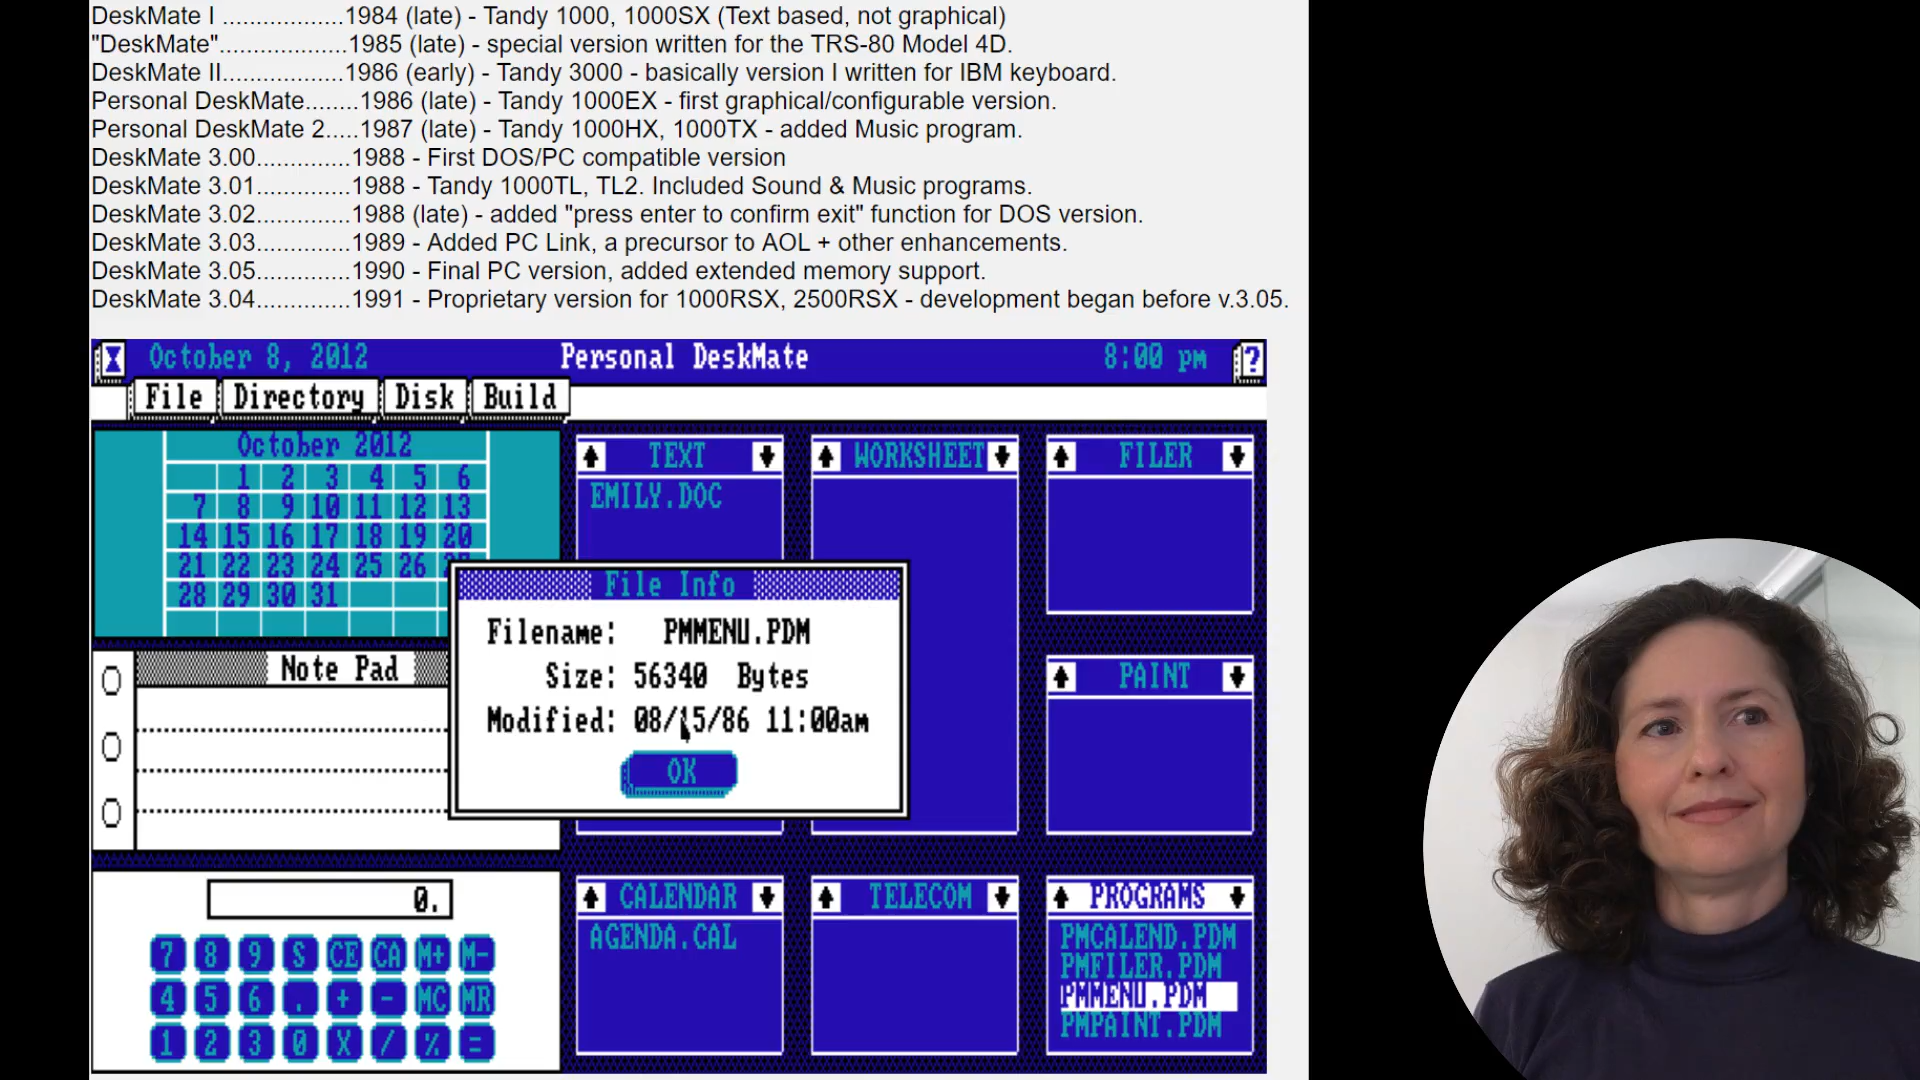 DeskMate I ..................1984 (late) - Tandy 1000, 1000SX (Text based, not graphical)
"DeskMate"...................1985 (late) - special version written for the TRS-80 Model 4D.
DeskMate II..................1986 (early) - Tandy 3000 - basically version I written for IBM keyboard.
Personal DeskMate........1986 (late) - Tandy 1000EX - first graphical/configurable version.
Personal DeskMate 2.....1987 (late) - Tandy 1000HX, 1000TX - added Music program.
DeskMate 3.00..............1988 - First DOS/PC compatible version
DeskMate 3.01..............1988 - Tandy 1000TL, TL2. Included Sound & Music programs.
DeskMate 3.02..............1988 (late) - added "press enter to confirm exit" function for DOS version.
DeskMate 3.03..............1989 - Added PC Link, a precursor to AOL + other enhancements.
DeskMate 3.05..............1990 - Final PC version, added extended memory support.
DeskMate 3.04..............1991 - Proprietary version for 1000RSX, 2500RSX - development began before v.3.05.
October 8, 2012 Personal DeskMate 8:00 pm ?
File Directory Disk Build
October 2012
1 2 3 4 5 6
7 8 9 10 11 12 13
14 15 16 17 18 19 20
21 22 23 24 25 26
28 29 30 31
TEXT
EMILY.DOC
WORKSHEET
FILER
File Info
Filename: PMMENU.PDM
Size: 56340 Bytes
Modified: 08/15/86 11:00am
OK
Note Pad
PAINT
0.
7 8 9 S CE CA M+ M-
4 5 6 . + - MC MR
1 2 3 0 X / % =
CALENDAR
AGENDA.CAL
TELECOM
PROGRAMS
PMCALEND.PDM
PMFILER.PDM
PMMENU.PDM
PMPAINT.PDM